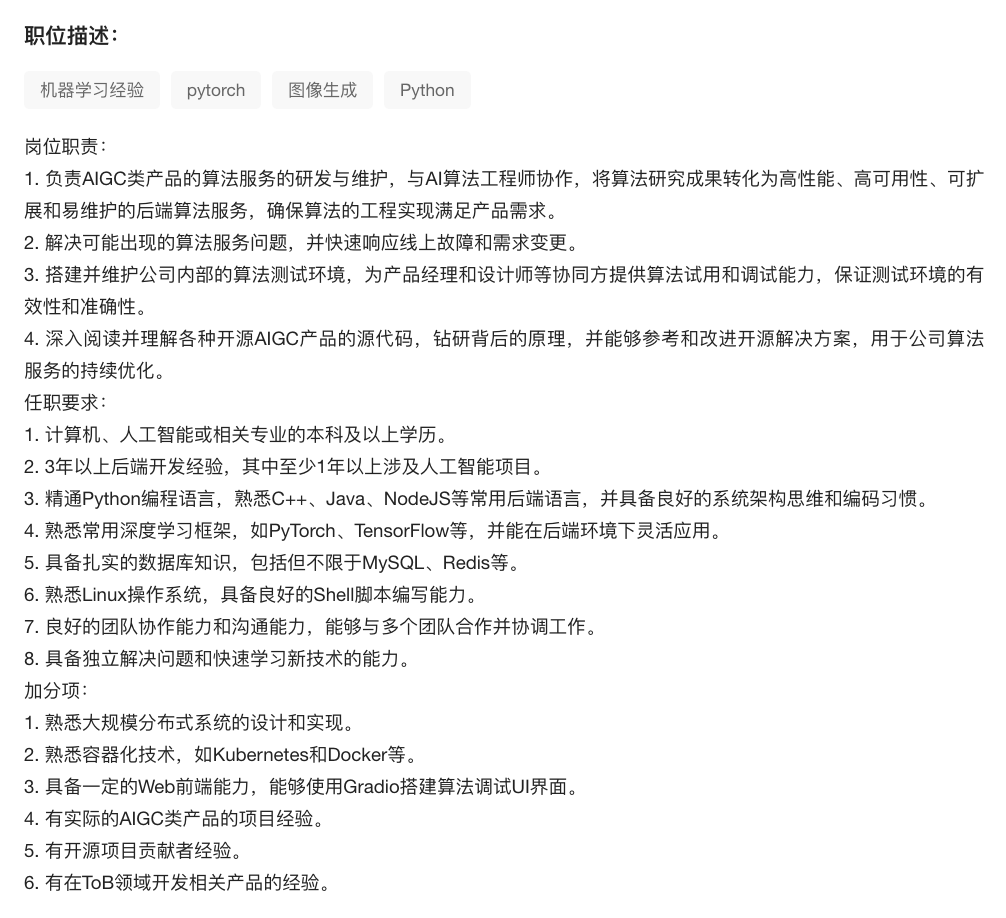 职位描述：
机器学习经验 pytorch 图像生成 Python
岗位职责：
1. 负责AIGC类产品的算法服务的研发与维护，与AI算法工程师协作，将算法研究成果转化为高性能、高可用性、可扩
展和易维护的后端算法服务，确保算法的工程实现满足产品需求。
2. 解决可能出现的算法服务问题，并快速响应线上故障和需求变更。
3. 搭建并维护公司内部的算法测试环境，为产品经理和设计师等协同方提供算法试用和调试能力，保证测试环境的有
效性和准确性。
4. 深入阅读并理解各种开源AIGC产品的源代码，钻研背后的原理，并能够参考和改进开源解决方案，用于公司算法
服务的持续优化。
任职要求：
1. 计算机、人工智能或相关专业的本科及以上学历。
2. 3年以上后端开发经验，其中至少1年以上涉及人工智能项目。
3. 精通Python编程语言，熟悉C++、Java、NodeJS等常用后端语言，并具备良好的系统架构思维和编码习惯。
4. 熟悉常用深度学习框架，如PyTorch、TensorFlow等，并能在后端环境下灵活应用。
5. 具备扎实的数据库知识，包括但不限于MySQL、Redis等。
6. 熟悉Linux操作系统，具备良好的Shell脚本编写能力。
7. 良好的团队协作能力和沟通能力，能够与多个团队合作并协调工作。
8. 具备独立解决问题和快速学习新技术的能力。
加分项：
1. 熟悉大规模分布式系统的设计和实现。
2. 熟悉容器化技术，如Kubernetes和Docker等。
3. 具备一定的Web前端能力，能够使用Gradio搭建算法调试UI界面。
4. 有实际的AIGC类产品的项目经验。
5. 有开源项目贡献者经验。
6. 有在ToB领域开发相关产品的经验。